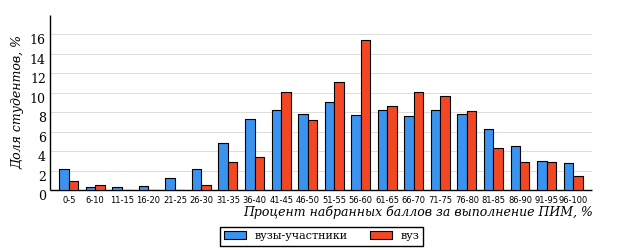 Доля студентов, %
16
14
12
10
8
6
4
2
0
0-5 6-10 11-15 16-20 21-25 26-30 31-35 36-40 41-45 46-50 51-55 56-60 61-65 66-70 71-75 76-80 81-85 86-90 91-95 96-100
Процент набранных баллов за выполнение ПИМ, %
вузы-участники вуз